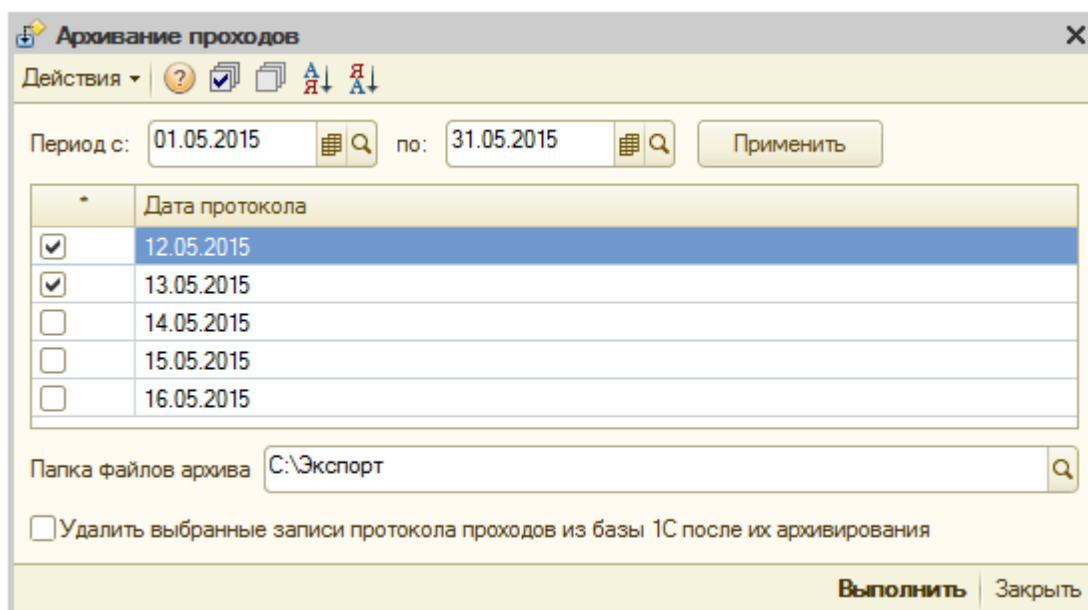 Архивание проходов
Действия
Период с: 01.05.2015 по: 31.05.2015 Применить
* Дата протокола
12.05.2015
13.05.2015
14.05.2015
15.05.2015
16.05.2015
Папка файлов архива С:\Экспорт
Удалить выбранные записи протокола проходов из базы 1С после их архивирования
Выполнить Закрыть